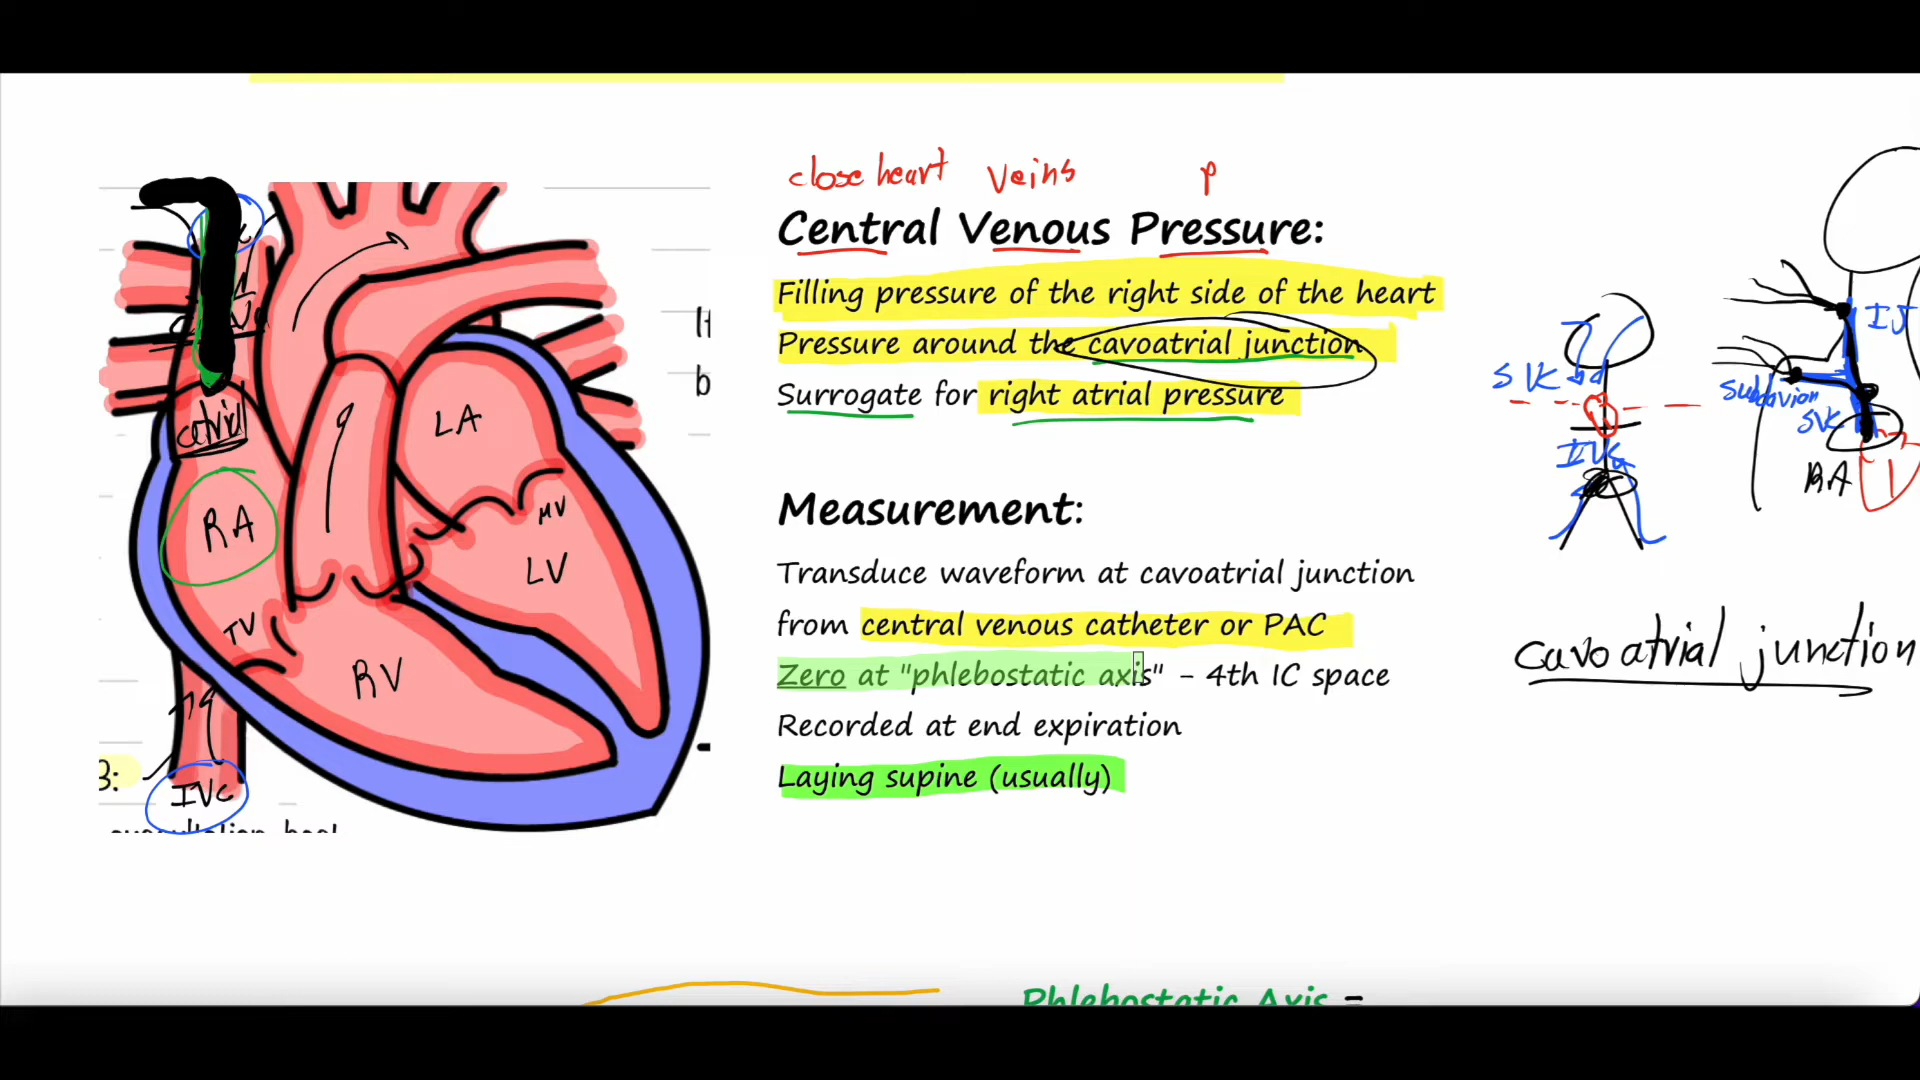 close heart veins P
Central Venous Pressure:
Filling pressure of the right side of the heart
Pressure around the cavoatrial junction
Surrogate for right atrial pressure
Measurement:
Transduce waveform at cavoatrial junction
from central venous catheter or PAC
Zero at "phlebostatic axis" - 4th IC space
Recorded at end expiration
Laying supine (usually)
Phlebostatic Axis =
LA
RA
MV
LV
TV
RV
IVC
3:
SVC
IVC
IJ
SVC
RA
cavoatrial junction